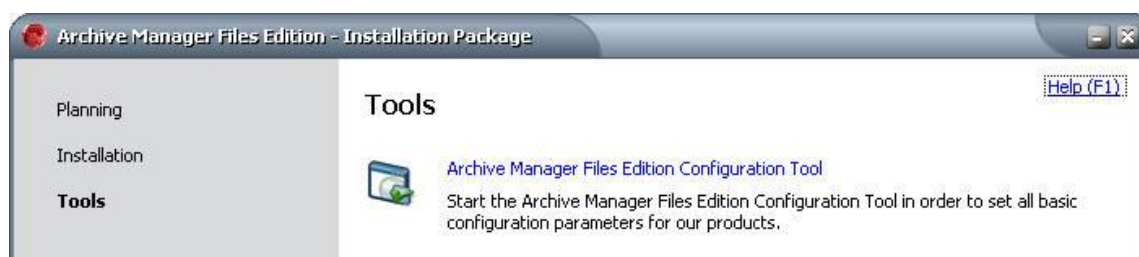 Archive Manager Files Edition - Installation Package
Help (F1)
Planning
Installation
Tools
Tools
Archive Manager Files Edition Configuration Tool
Start the Archive Manager Files Edition Configuration Tool in order to set all basic
configuration parameters for our products.